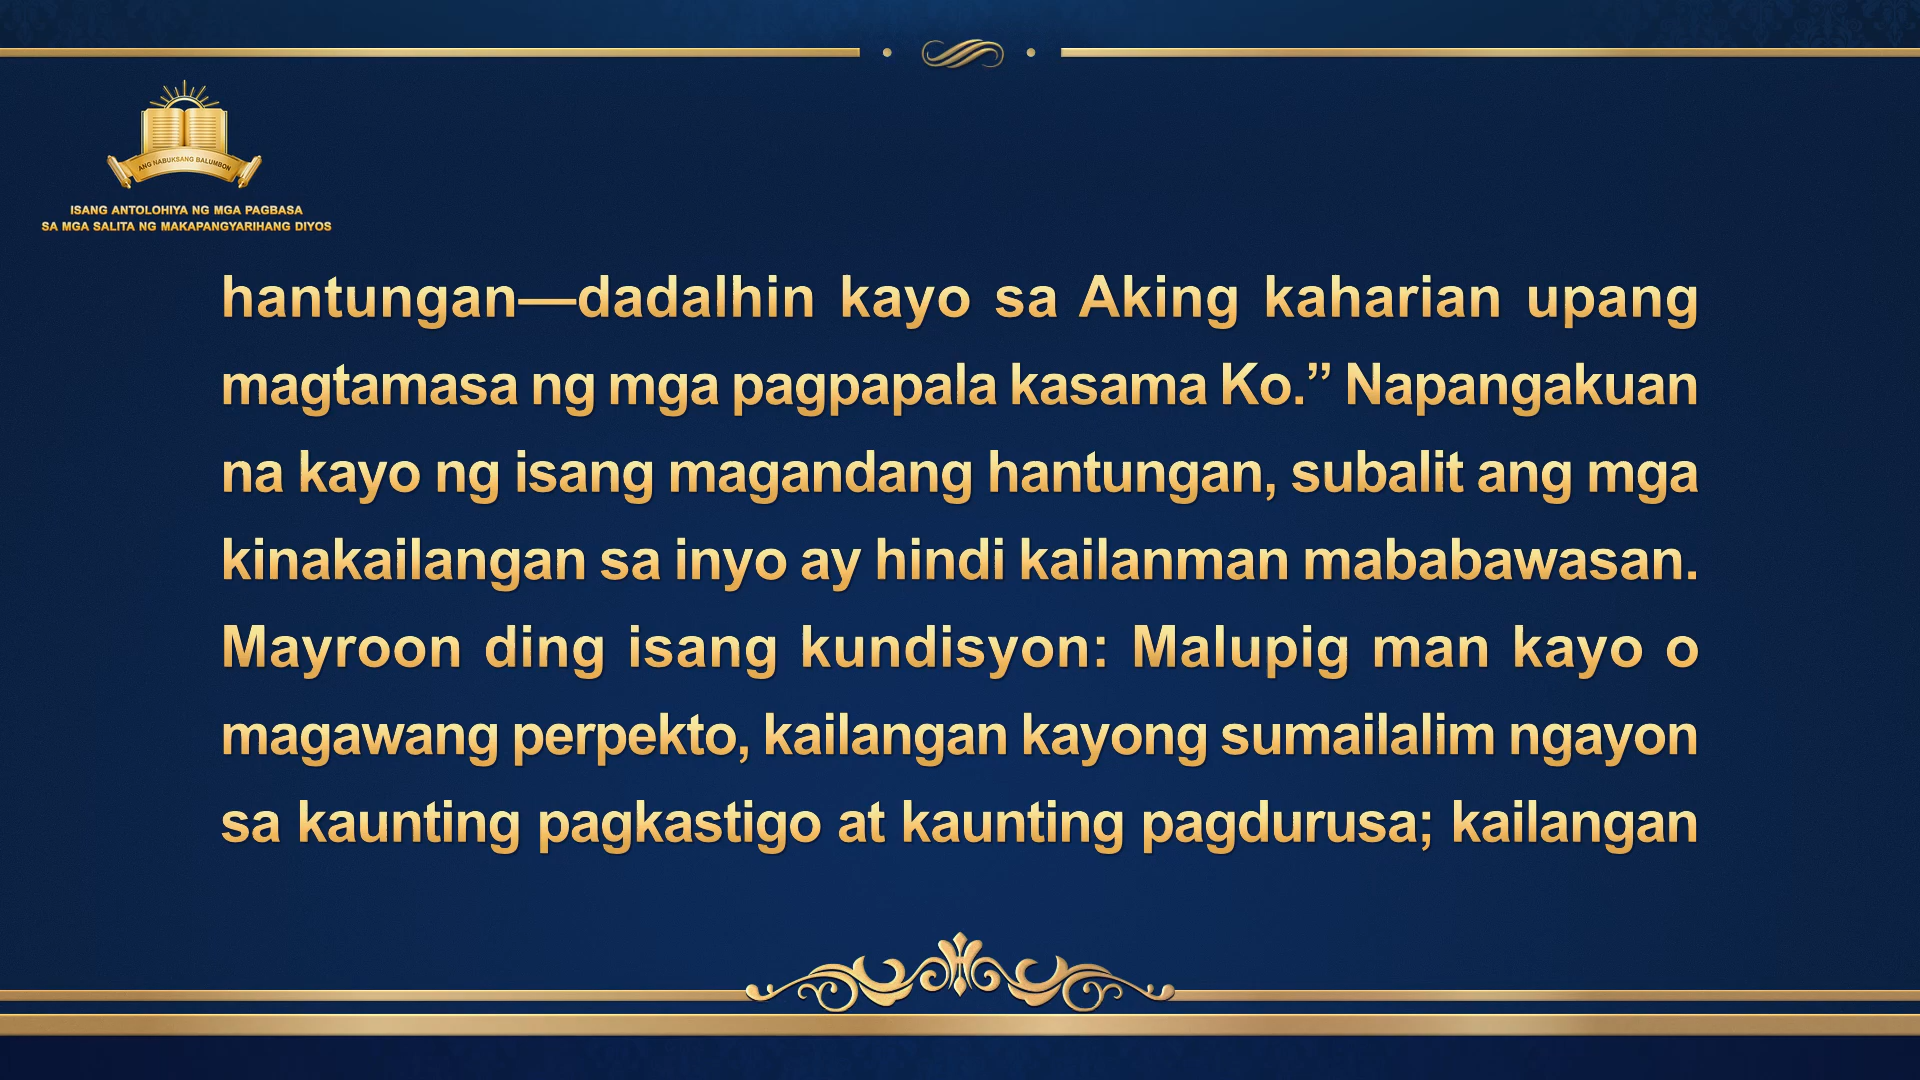 ANG NABUKSANG BALUMBON
ISANG ANTOLOHIYA NG MGA PAGBASA
SA MGA SALITA NG MAKAPANGYARIHANG DIYOS
hantungan—dadalhin kayo sa Aking kaharian upang
magtamasa ng mga pagpapala kasama Ko.” Napangakuan
na kayo ng isang magandang hantungan, subalit ang mga
kinakailangan sa inyo ay hindi kailanman mababawasan.
Mayroon ding isang kundisyon: Malupig man kayo o
magawang perpekto, kailangan kayong sumailalim ngayon
sa kaunting pagkastigo at kaunting pagdurusa; kailangan